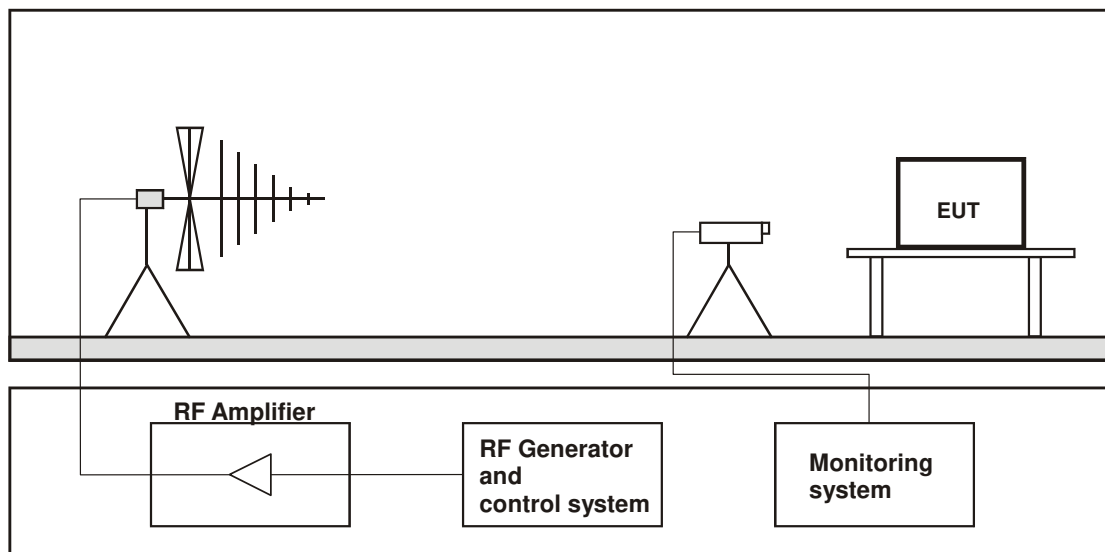 EUT
RF Amplifier
RF Generator
and
control system
Monitoring
system